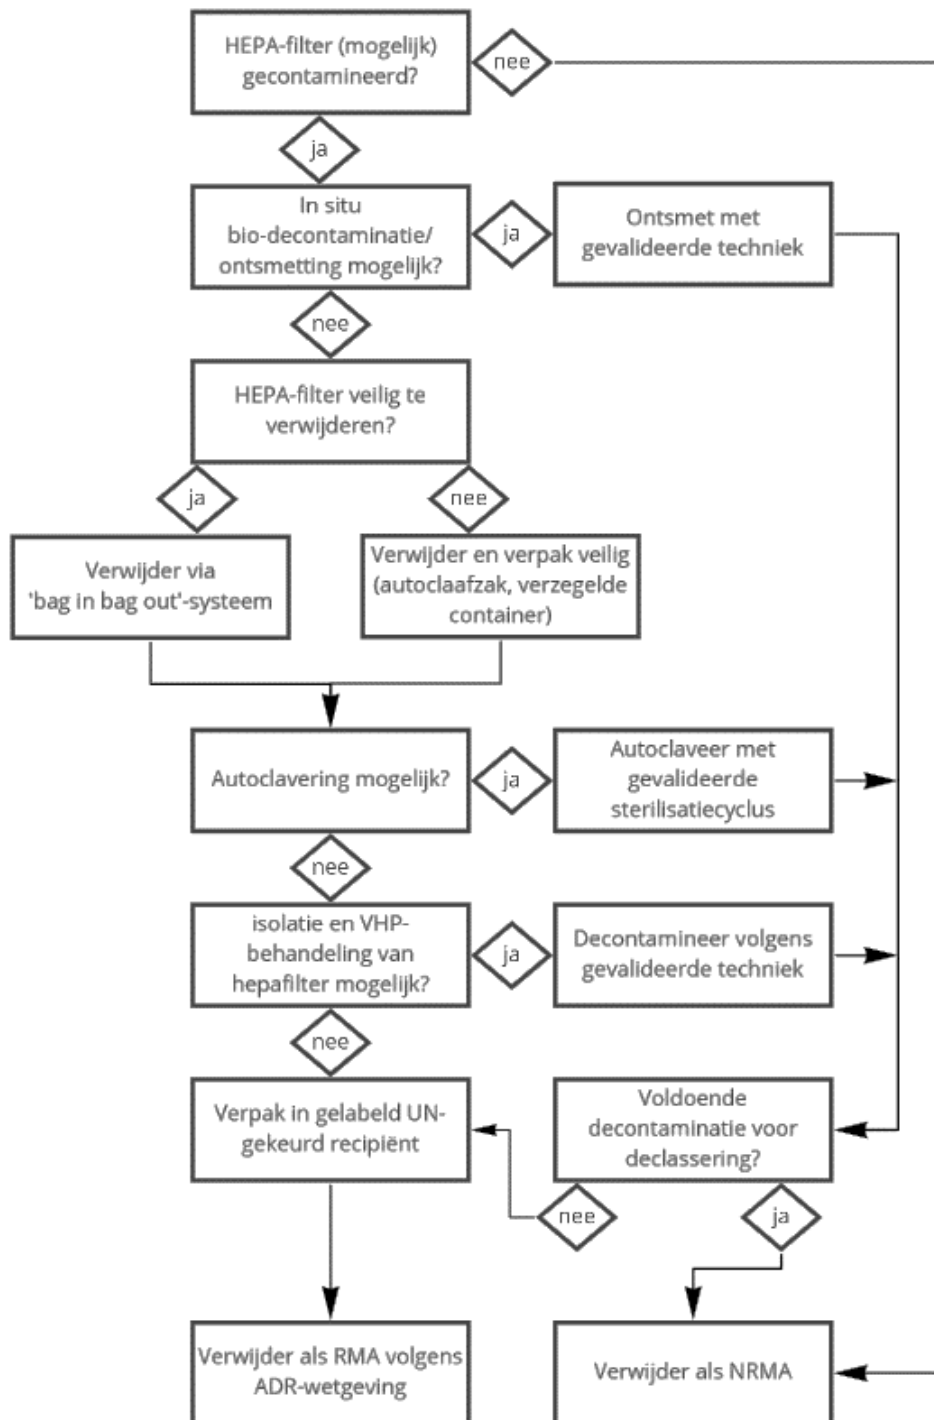 HEPA-filter (mogelijk)
gecontamineerd?
nee
ja
In situ
bio-decontaminatie/
ontsmetting mogelijk?
ja
Ontsmet met
gevalideerde techniek
nee
HEPA-filter veilig te
verwijderen?
ja
nee
Verwijder via
'bag in bag out'-systeem
Verwijder en verpak veilig
(autoclaafzak, verzegelde
container)
Autoclavering mogelijk?
ja
Autoclaveer met
gevalideerde
sterilisatiecyclus
nee
isolatie en VHP-
behandeling van
hepafilter mogelijk?
ja
Decontamineer volgens
gevalideerde techniek
nee
Verpak in gelabeld UN-
gekeurd recipiënt
Voldoende
decontaminatie voor
declassering?
nee
ja
Verwijder als RMA volgens
ADR-wetgeving
Verwijder als NRMA